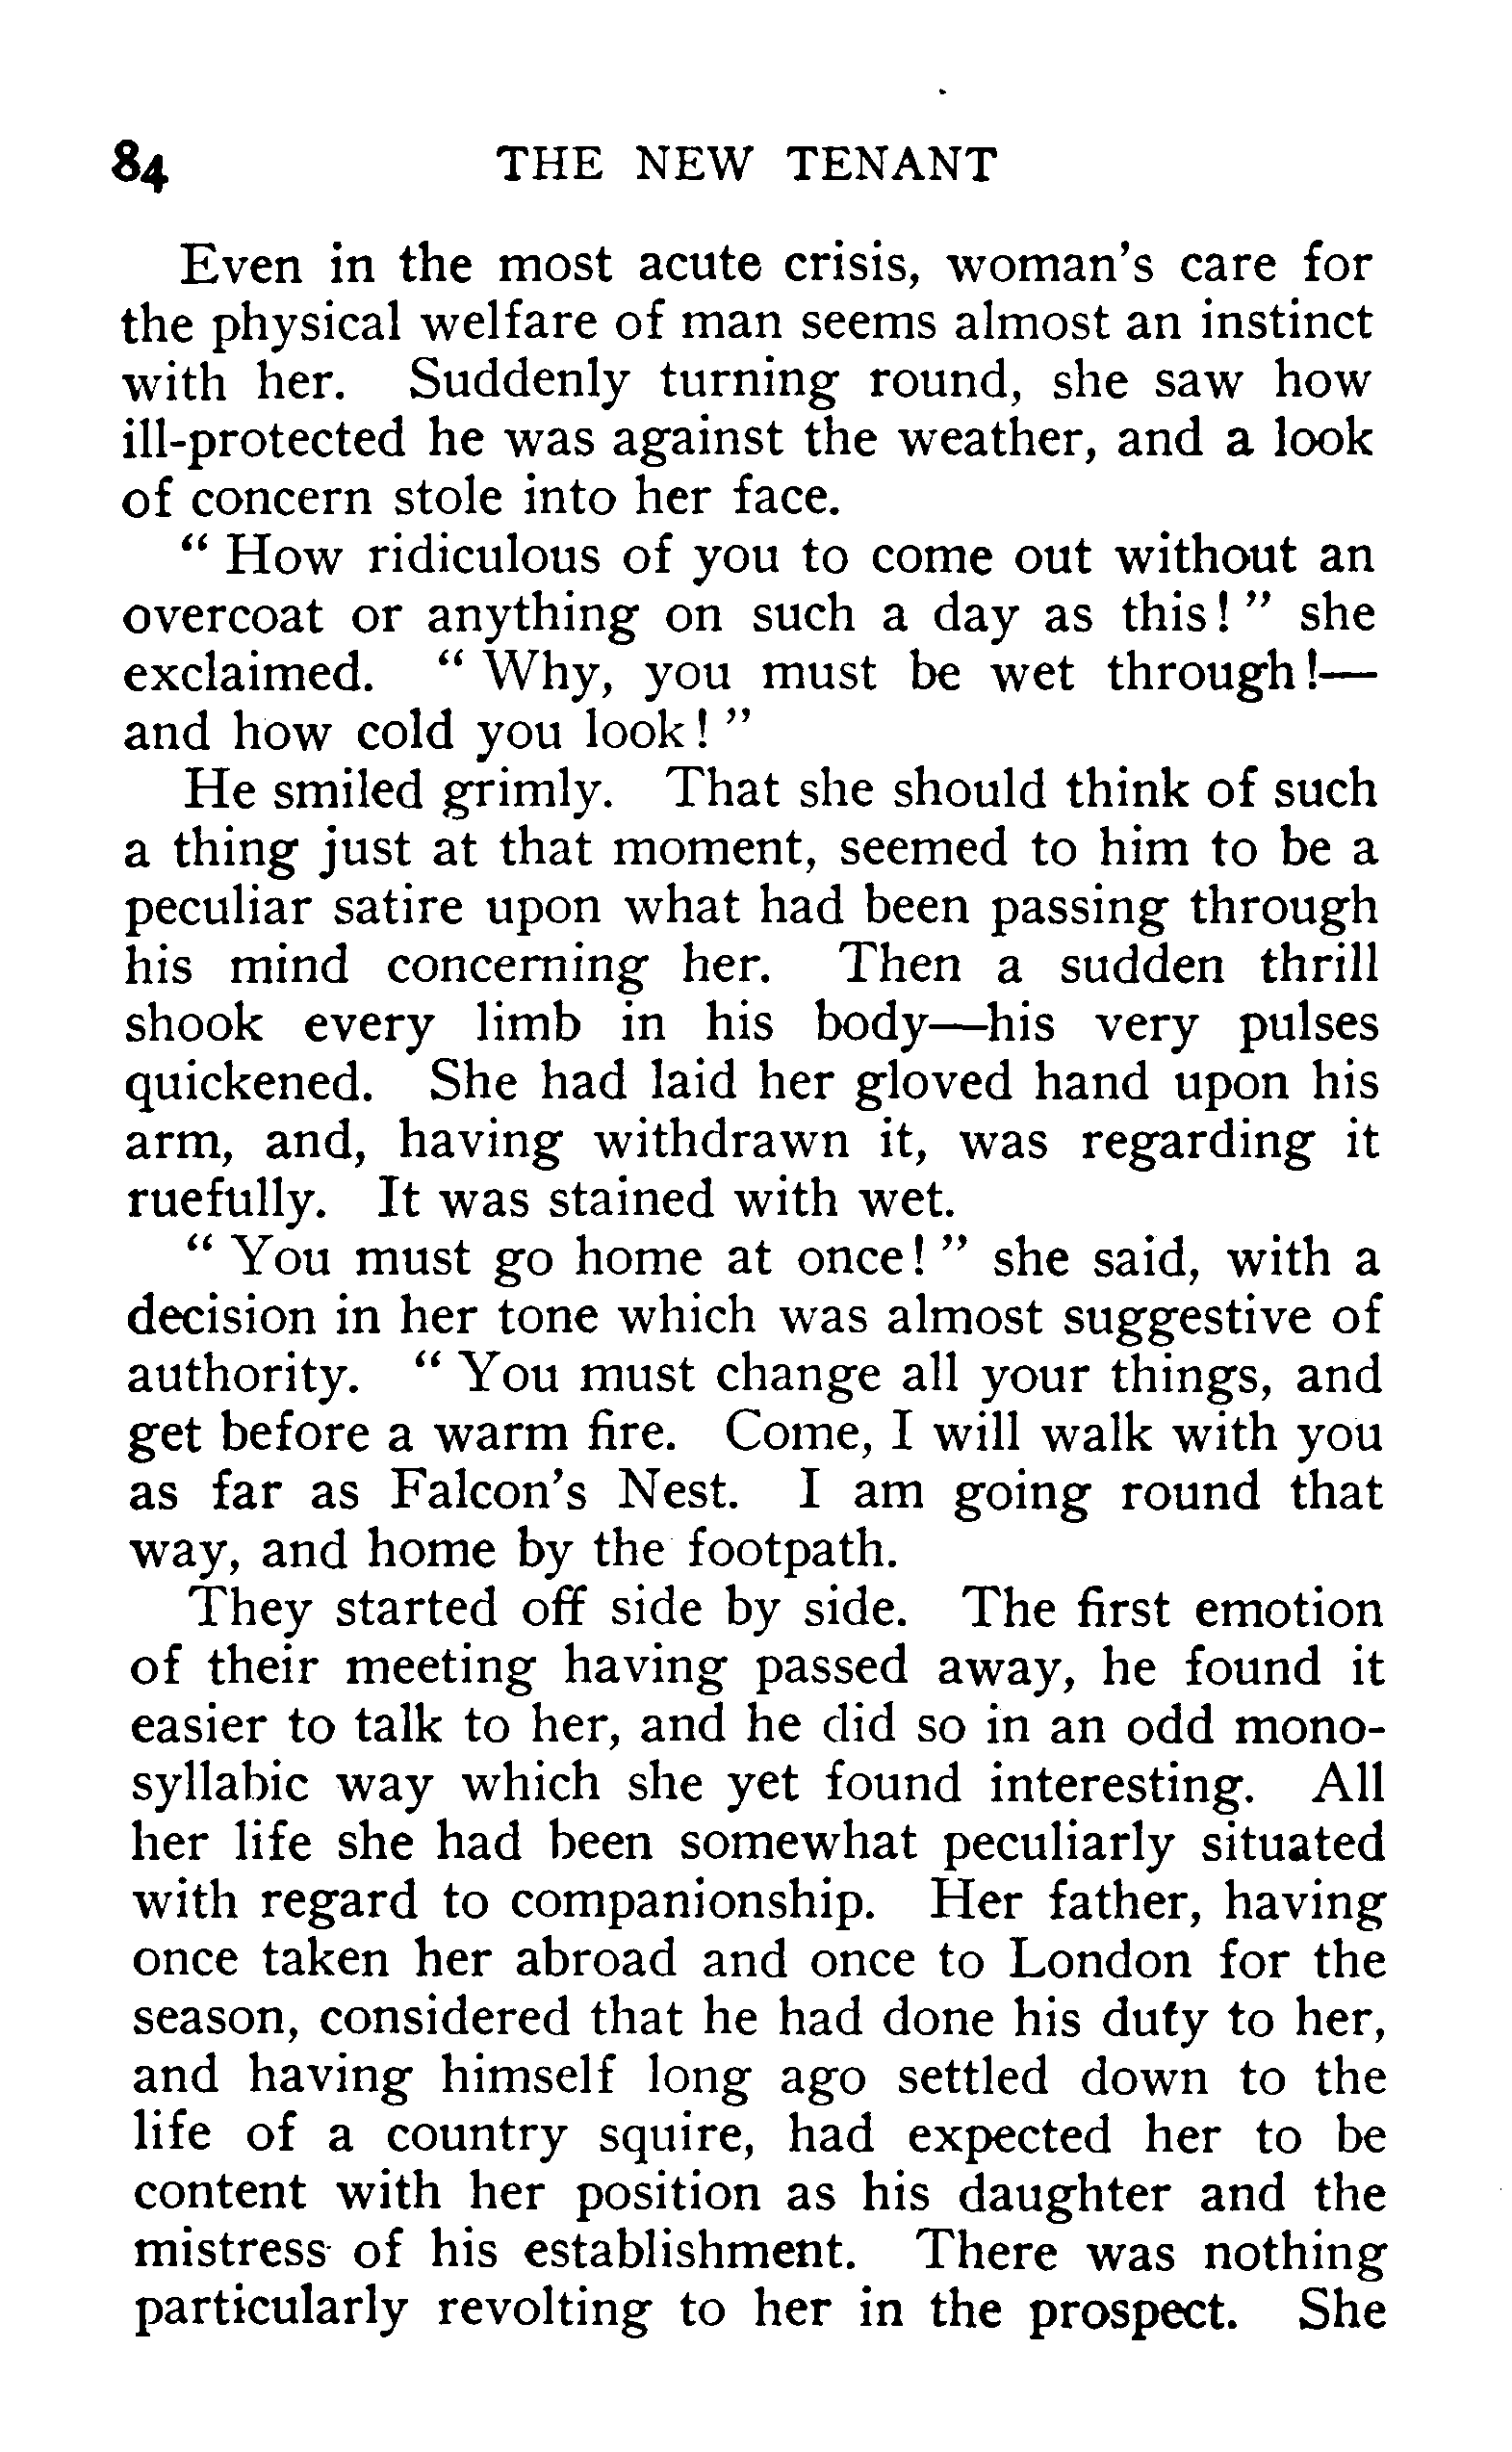 84 THE NEW TENANT
Even in the most acute crisis, woman's care for
the physical welfare of man seems almost an instinct
with her. Suddenly turning round, she saw how
ill-protected he was against the weather, and a look
of concern stole into her face.
“ How ridiculous of you to come out without an
overcoat or anything on such a day as this! ” she
exclaimed. “ Why, you must be wet through!—
and how cold you look! ”
He smiled grimly. That she should think of such
a thing just at that moment, seemed to him to be a
peculiar satire upon what had been passing through
his mind concerning her. Then a sudden thrill
shook every limb in his body—his very pulses
quickened. She had laid her gloved hand upon his
arm, and, having withdrawn it, was regarding it
ruefully. It was stained with wet.
“ You must go home at once! ” she said, with a
decision in her tone which was almost suggestive of
authority. “ You must change all your things, and
get before a warm fire. Come, I will walk with you
as far as Falcon's Nest. I am going round that
way, and home by the footpath.
They started off side by side. The first emotion
of their meeting having passed away, he found it
easier to talk to her, and he did so in an odd mono-
syllabic way which she yet found interesting. All
her life she had been somewhat peculiarly situated
with regard to companionship. Her father, having
once taken her abroad and once to London for the
season, considered that he had done his duty to her,
and having himself long ago settled down to the
life of a country squire, had expected her to be
content with her position as his daughter and the
mistress of his establishment. There was nothing
particularly revolting to her in the prospect. She